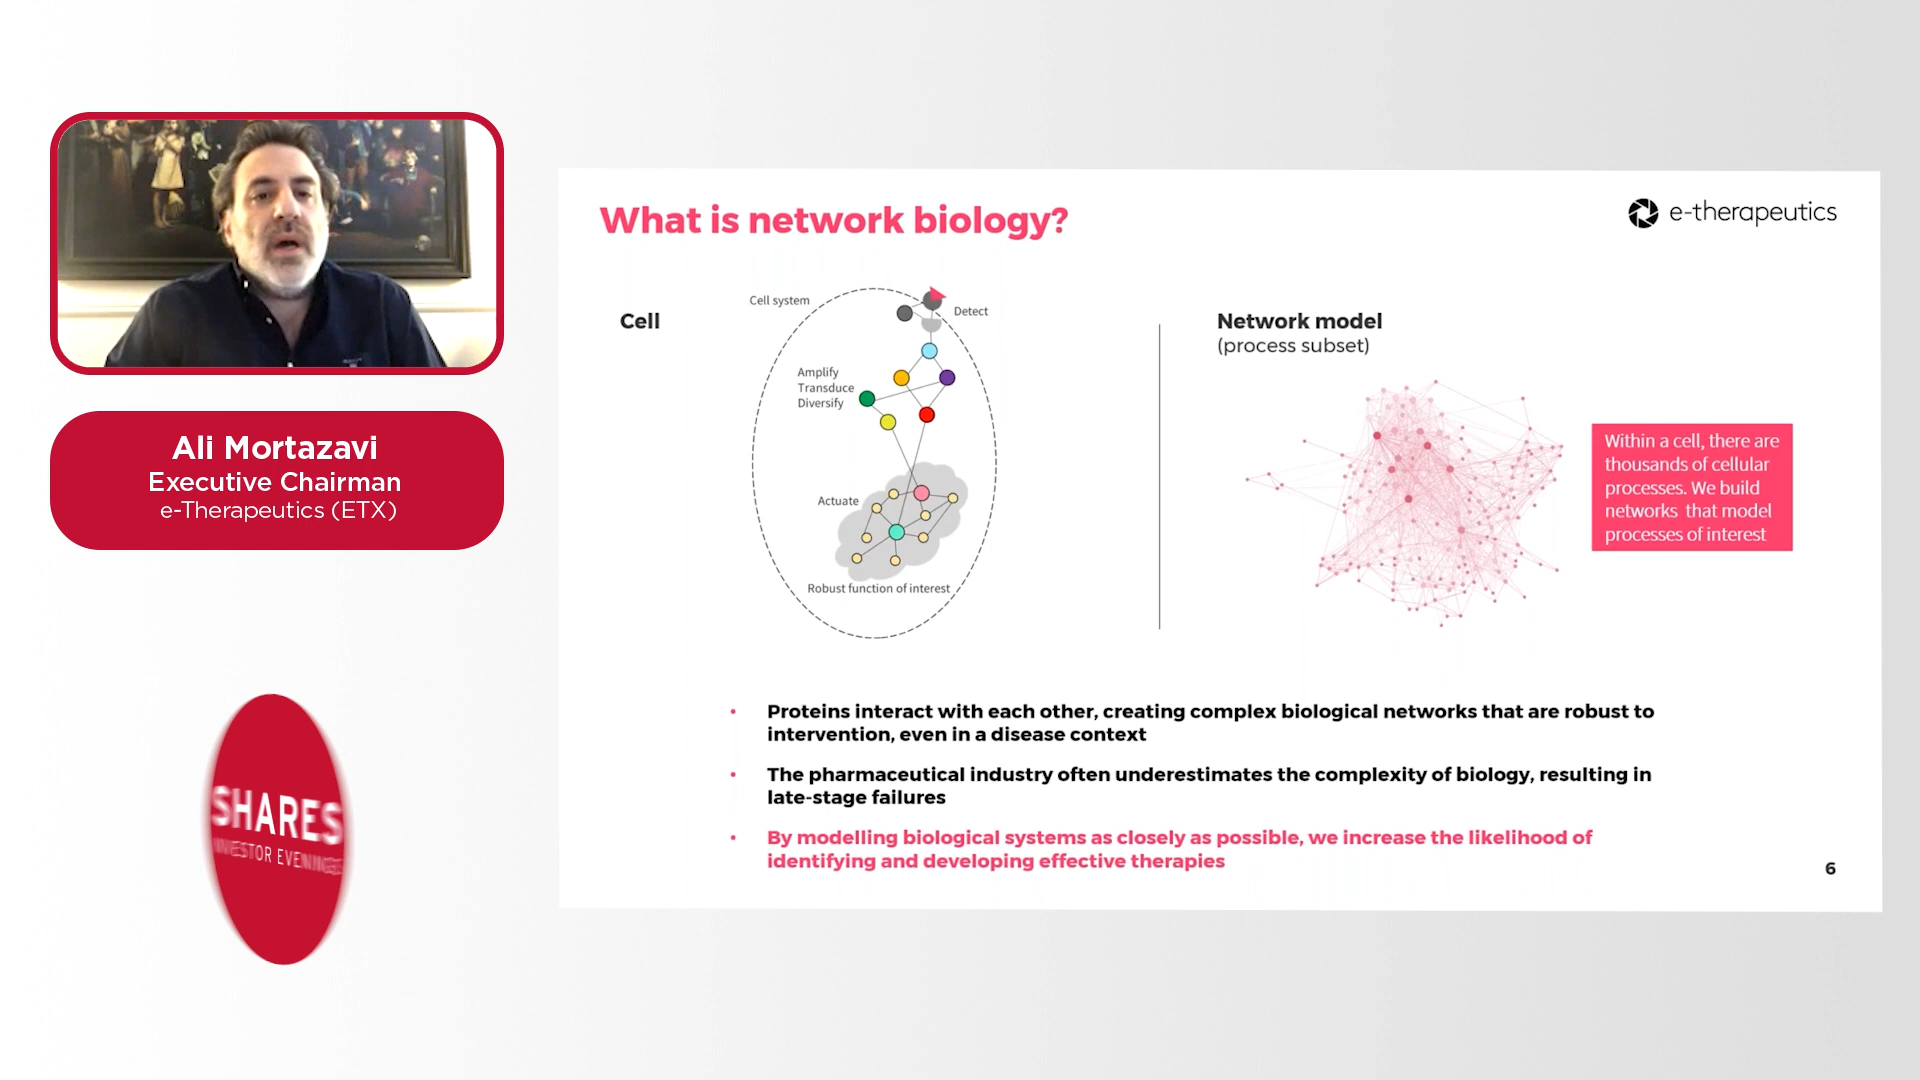 Ali Mortazavi
Executive Chairman
e-Therapeutics (ETX)
SHARES
INVESTOR EVENINGS
What is network biology?
e-therapeutics
Cell
Cell system
Detect
Amplify
Transduce
Diversify
Actuate
Robust function of interest
Network model
(process subset)
Within a cell, there are
thousands of cellular
processes. We build
networks that model
processes of interest
• Proteins interact with each other, creating complex biological networks that are robust to
intervention, even in a disease context
• The pharmaceutical industry often underestimates the complexity of biology, resulting in
late-stage failures
• By modelling biological systems as closely as possible, we increase the likelihood of
identifying and developing effective therapies
6